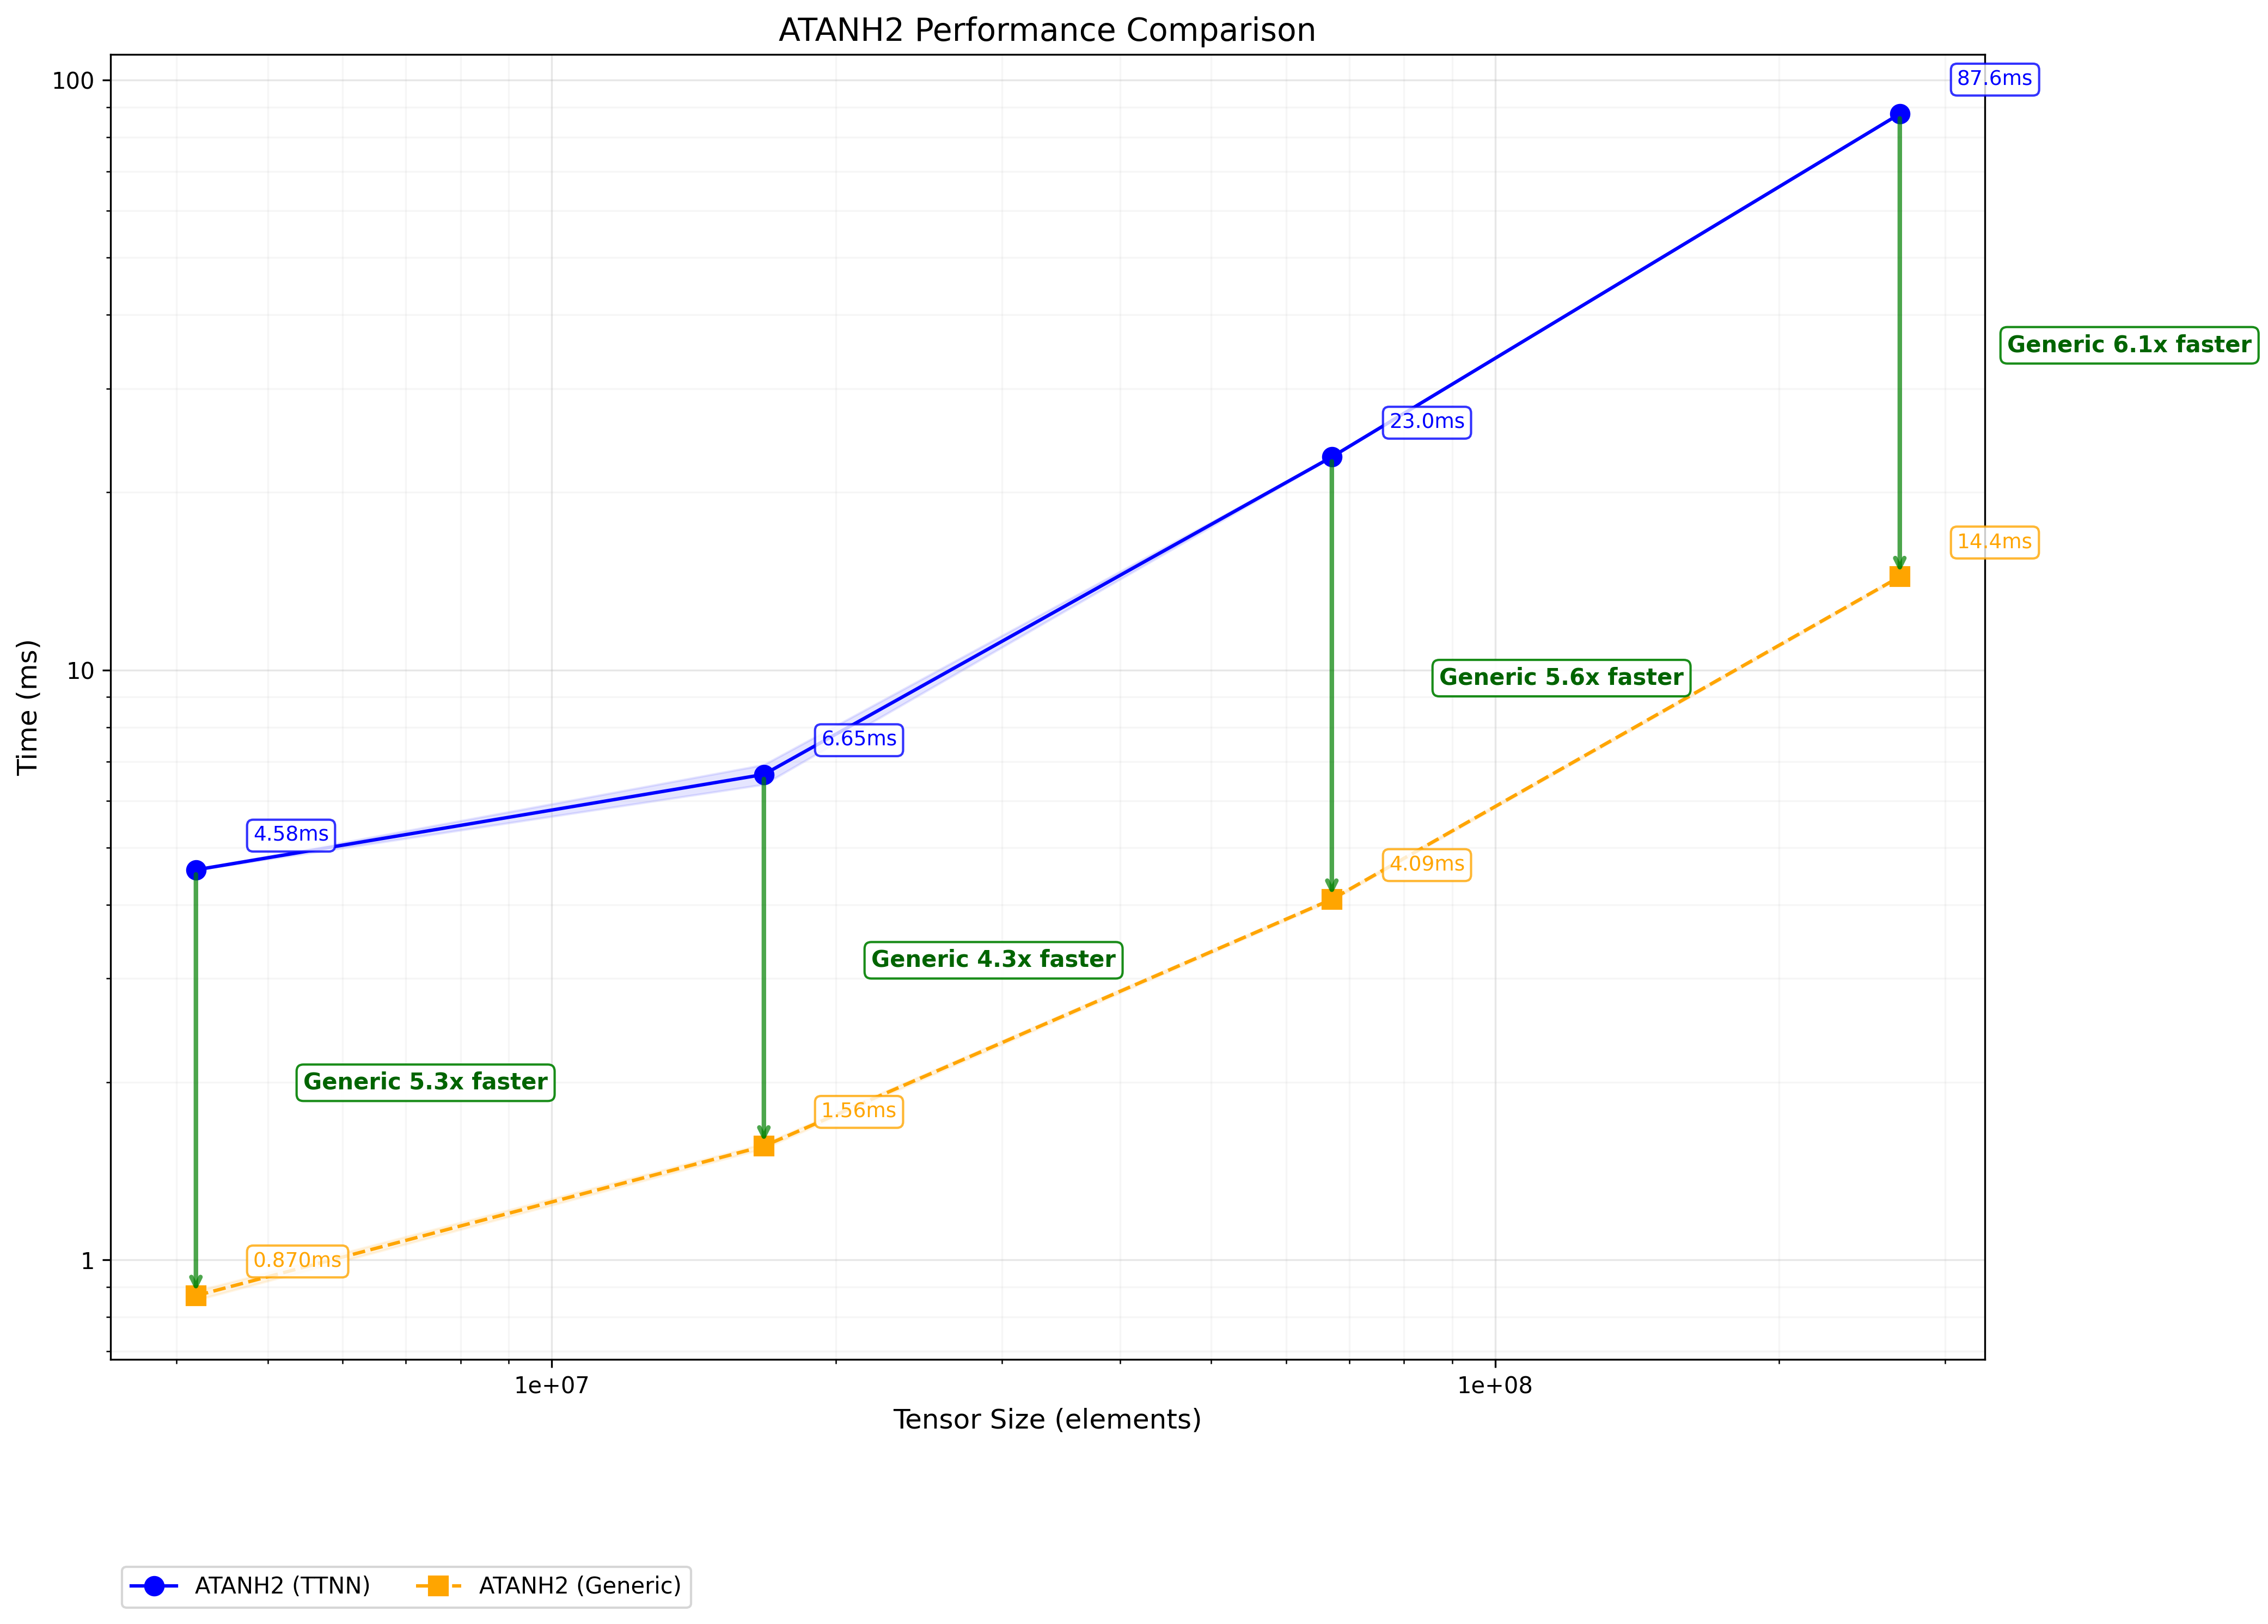 ATANH2 Performance Comparison
100
87.6ms
Generic 6.1x faster
23.0ms
14.4ms
Time (ms)
10
Generic 5.6x faster
6.65ms
4.58ms
4.09ms
Generic 4.3x faster
Generic 5.3x faster
1.56ms
1
0.870ms
1e+07
1e+08
Tensor Size (elements)
ATANH2 (TTNN)
ATANH2 (Generic)